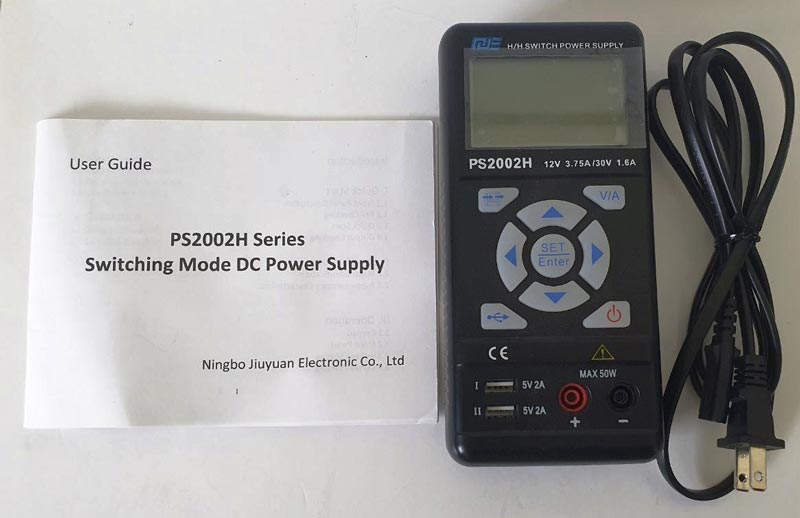 User Guide
PS2002H Series
Switching Mode DC Power Supply
Ningbo Jiuyuan Electronic Co., Ltd
I
H/H SWITCH POWER SUPPLY
PS2002H 12V 3.75A/30V 1.6A
V/A
SET
Enter
CE
MAX 50W
I 5V 2A
II 5V 2A
+ -